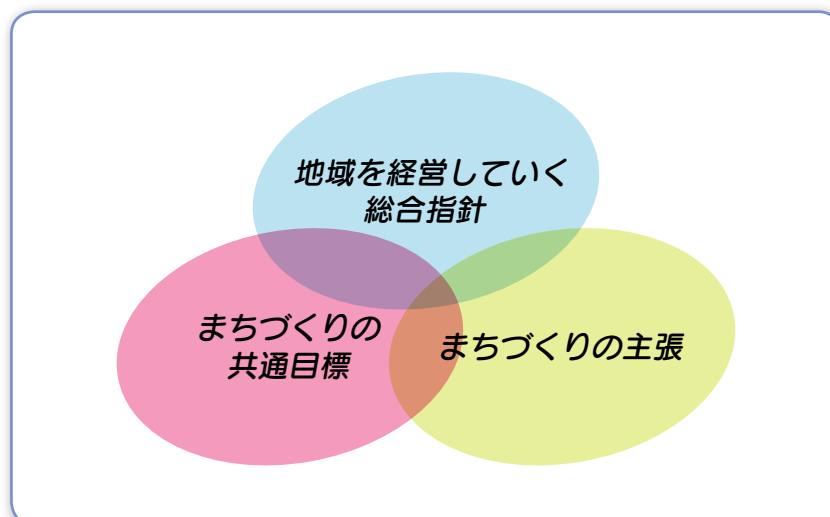 地域を経営していく
総合指針
まちづくりの
共通目標
まちづくりの主張